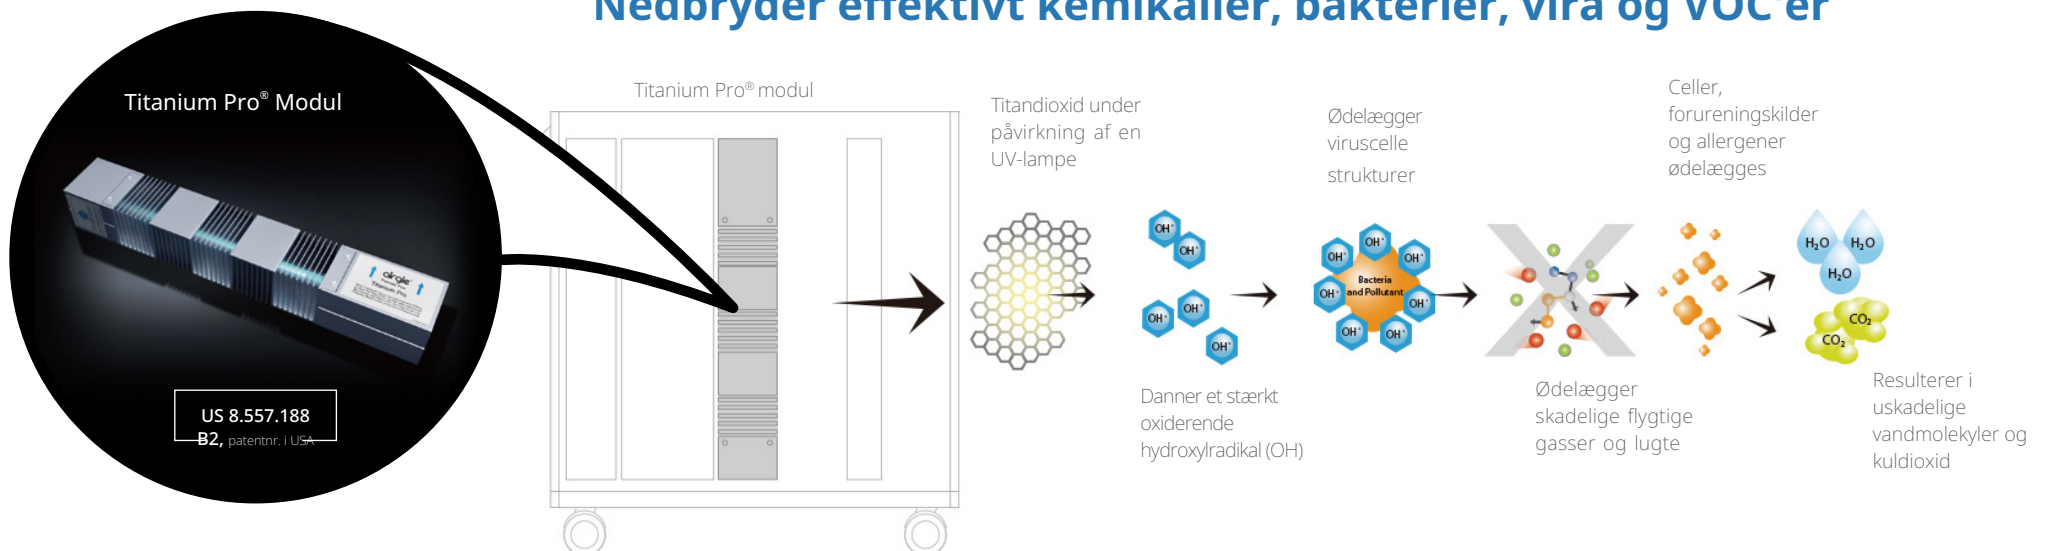 Nedbryder effektivt kemikalier, bakterier, vira og VOC'er
Titanium Pro® Modul
airgle
Titanium Pro
US 8.557.188
B2, patentnr. i USA
Titanium Pro® modul
Titandioxid under
påvirkning af en
UV-lampe
OH•
OH•
OH•
OH•
OH•
Danner et stærkt
oxiderende
hydroxylradikal (OH)
Ødelægger
viruscelle
strukturer
OH•
OH•
OH•
OH•
OH•
OH•
OH•
Bacteria
and Pollutant
Ødelægger
skadelige flygtige
gasser og lugte
Celler,
forureningskilder
og allergener
ødelægges
H₂O
H₂O
H₂O
CO₂
CO₂
Resulterer i
uskadelige
vandmolekyler og
kuldioxid